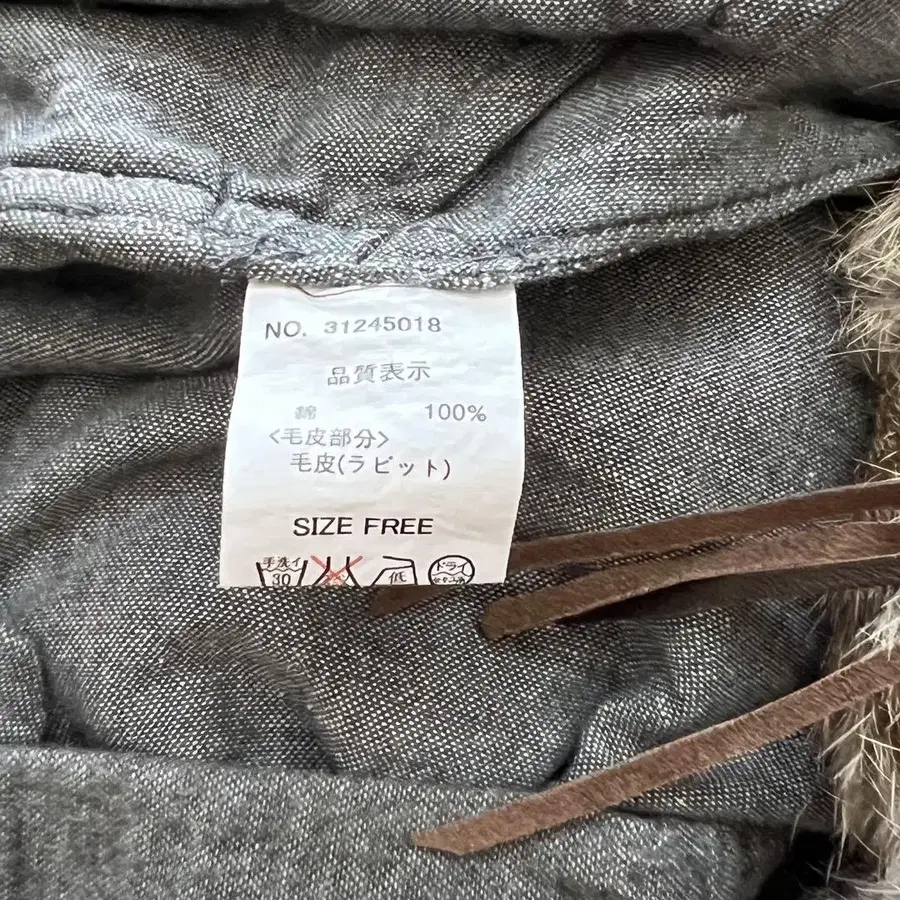 NO. 31245018
品質表示
綿 100%
<毛皮部分>
毛皮(ラビット)
SIZE FREE
手洗イ 30 低 ドライ